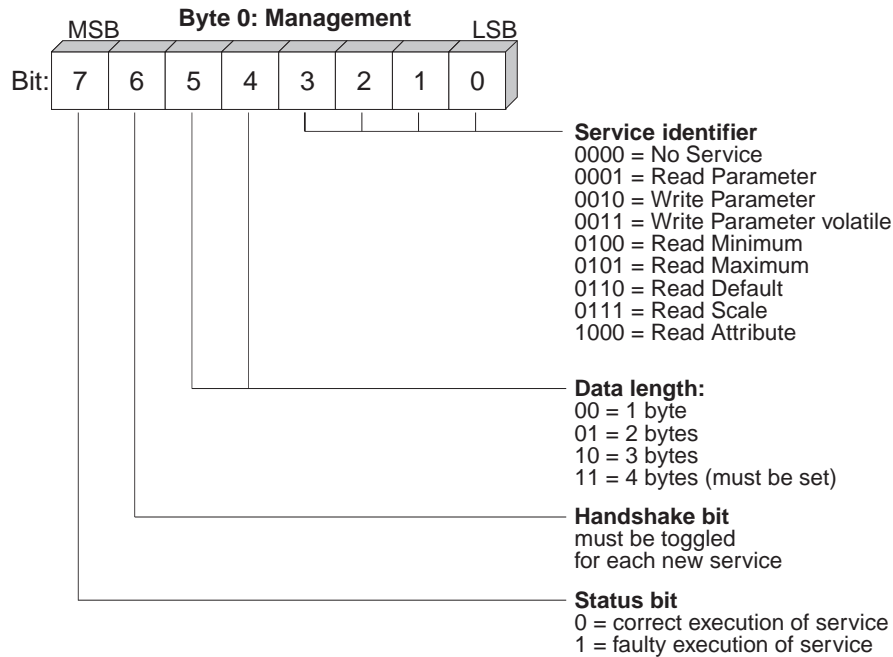 Byte 0: Management
MSB LSB
Bit: 7 6 5 4 3 2 1 0
Service identifier
0000 = No Service
0001 = Read Parameter
0010 = Write Parameter
0011 = Write Parameter volatile
0100 = Read Minimum
0101 = Read Maximum
0110 = Read Default
0111 = Read Scale
1000 = Read Attribute
Data length:
00 = 1 byte
01 = 2 bytes
10 = 3 bytes
11 = 4 bytes (must be set)
Handshake bit
must be toggled
for each new service
Status bit
0 = correct execution of service
1 = faulty execution of service